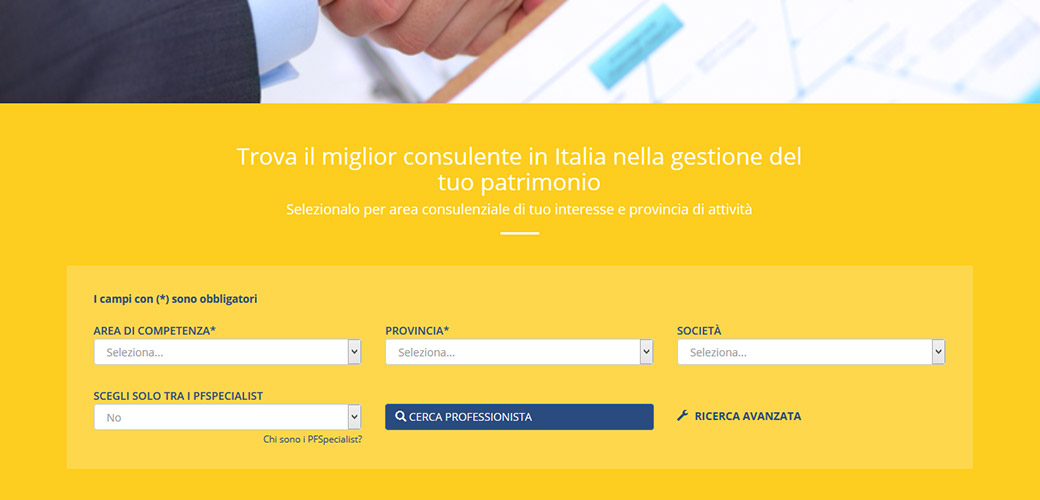 Trova il miglior consulente in Italia nella gestione del
tuo patrimonio
Selezionalo per area consulenziale di tuo interesse e provincia di attività
I campi con (*) sono obbligatori
AREA DI COMPETENZA*
PROVINCIA*
SOCIETÀ
Seleziona...
Seleziona...
Seleziona...
SCEGLI SOLO TRA I PFSPECIALIST
No
CERCA PROFESSIONISTA
RICERCA AVANZATA
Chi sono i PFSpecialist?